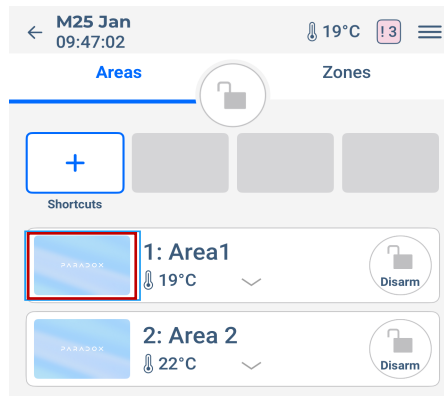 M25 Jan
09:47:02
19°C
!3
Areas
Zones
+
Shortcuts
PARADOX
1: Area1
19°C
Disarm
PARADOX
2: Area 2
22°C
Disarm